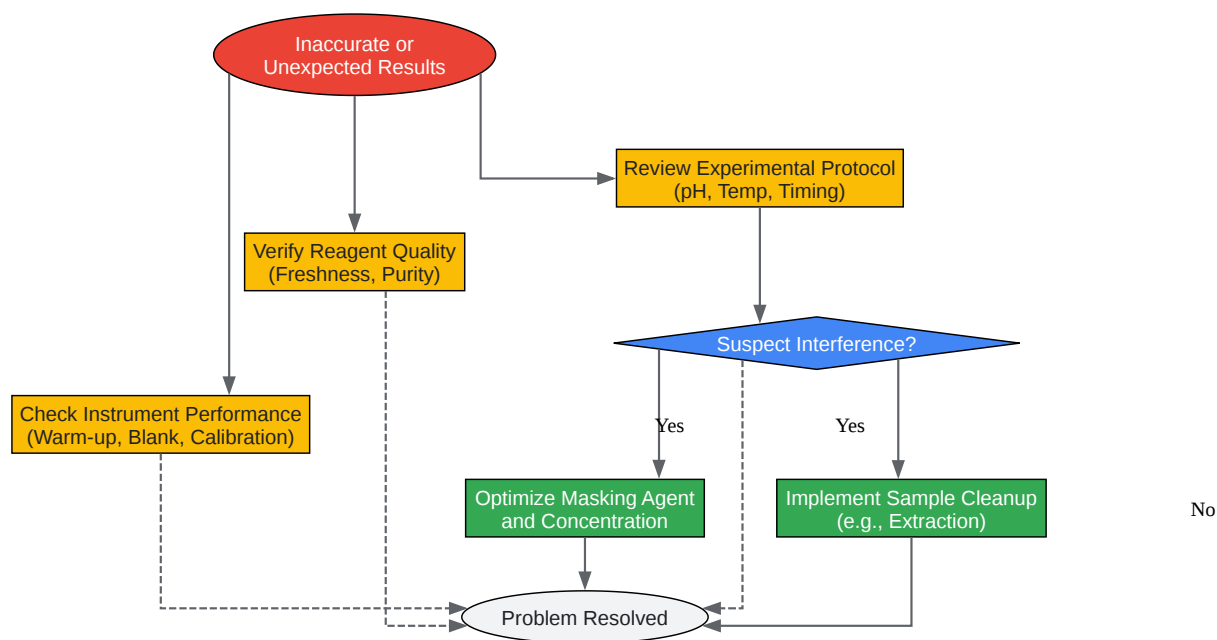 Inaccurate or
Unexpected Results
Review Experimental Protocol
(pH, Temp, Timing)
Verify Reagent Quality
(Freshness, Purity)
Suspect Interference?
Check Instrument Performance
(Warm-up, Blank, Calibration)
Yes
Yes
Optimize Masking Agent
and Concentration
Implement Sample Cleanup
(e.g., Extraction)
No
Problem Resolved